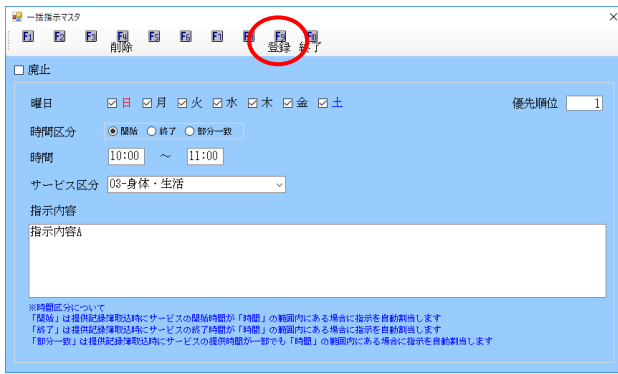 一括指示マスタ
F1 F2 F3 F4 F5 F6 F7 F8 F9 F10
削除 登録 終了
廃止
曜日 日 月 火 水 木 金 土 優先順位 1
時間区分 開始 終了 部分一致
時間 10:00 ～ 11:00
サービス区分 03-身体・生活
指示内容
指示内容A
※時間区分について
「開始」は提供記録簿取込時にサービスの開始時間が「時間」の範囲内にある場合に指示を自動割当します
「終了」は提供記録簿取込時にサービスの終了時間が「時間」の範囲内にある場合に指示を自動割当します
「部分一致」は提供記録簿取込時にサービスの提供時間が一部でも「時間」の範囲内にある場合に指示を自動割当します